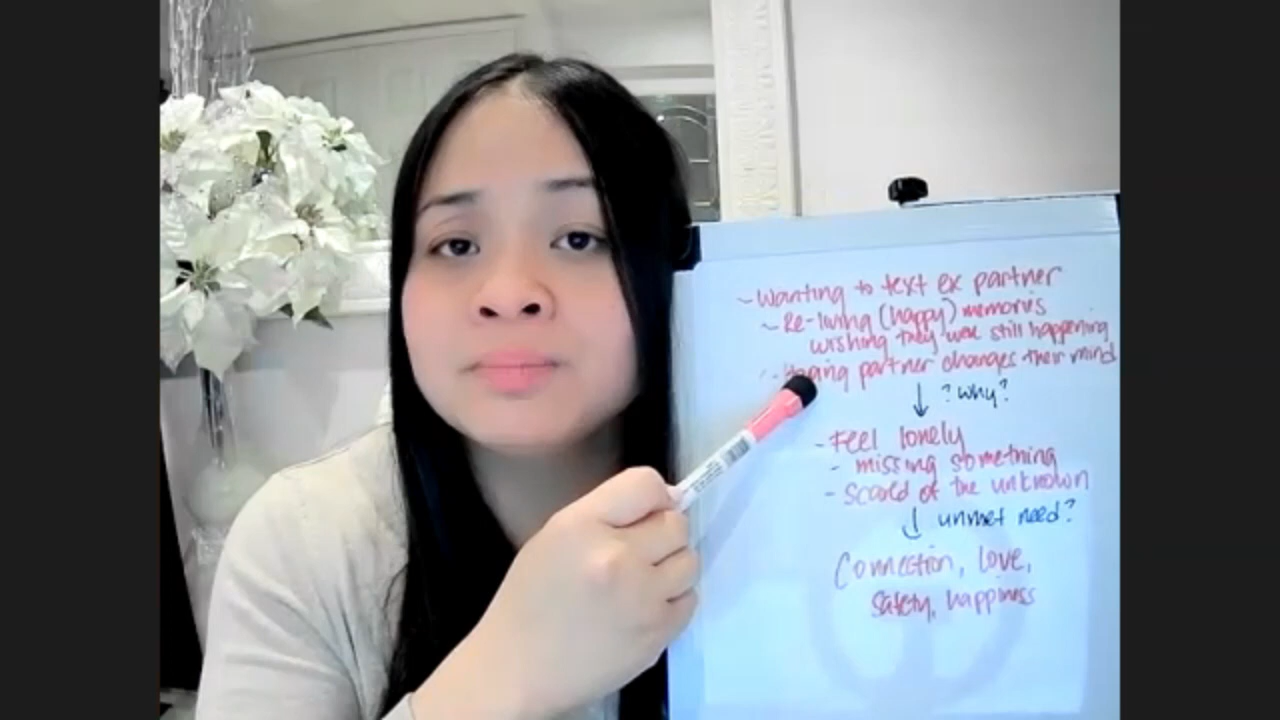 - Wanting to text ex partner
- Re-living (happy) memories
wishing they were still happening
- Hoping partner changes their mind
↓ ? why?
- Feel lonely
- missing something
- scared of the unknown
↓ unmet need?
Connection, love,
safety, happiness